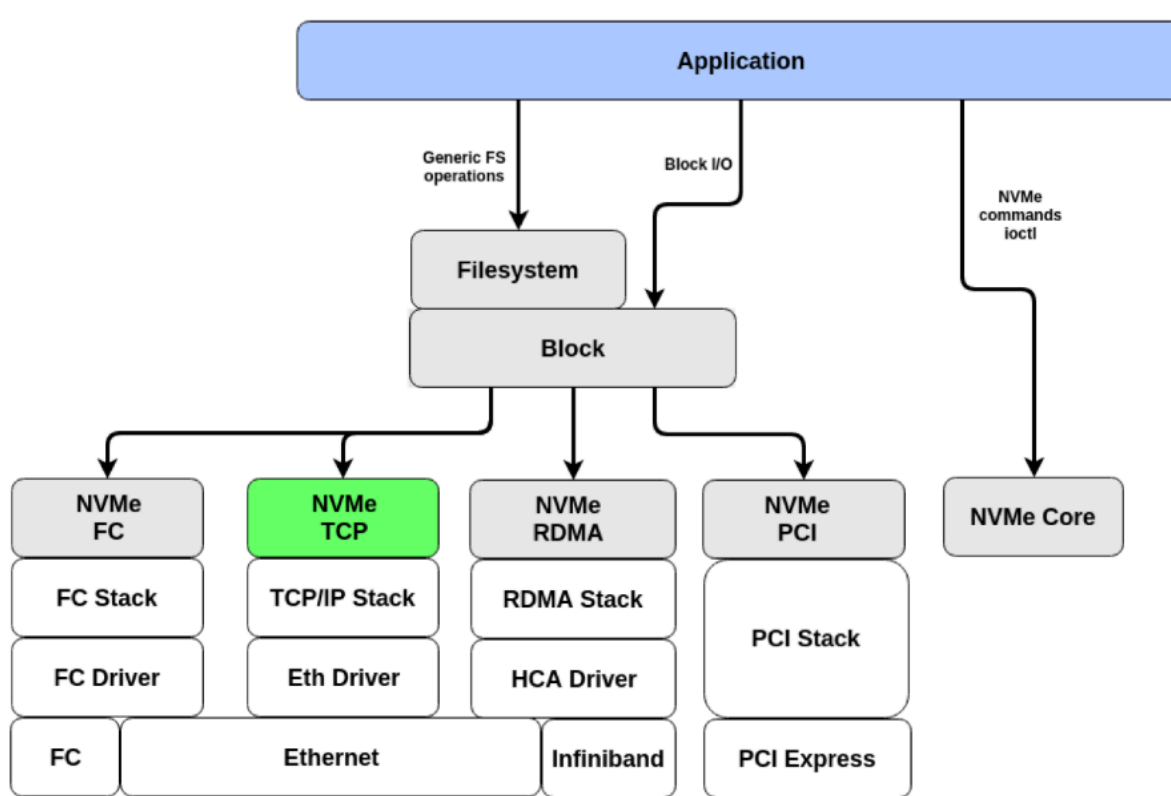 Application
Generic FS
operations
Block I/O
NVMe
commands
ioctl
Filesystem
Block
NVMe
FC
NVMe
TCP
NVMe
RDMA
NVMe
PCI
NVMe Core
FC Stack
TCP/IP Stack
RDMA Stack
PCI Stack
FC Driver
Eth Driver
HCA Driver
FC
Ethernet
Infiniband
PCI Express